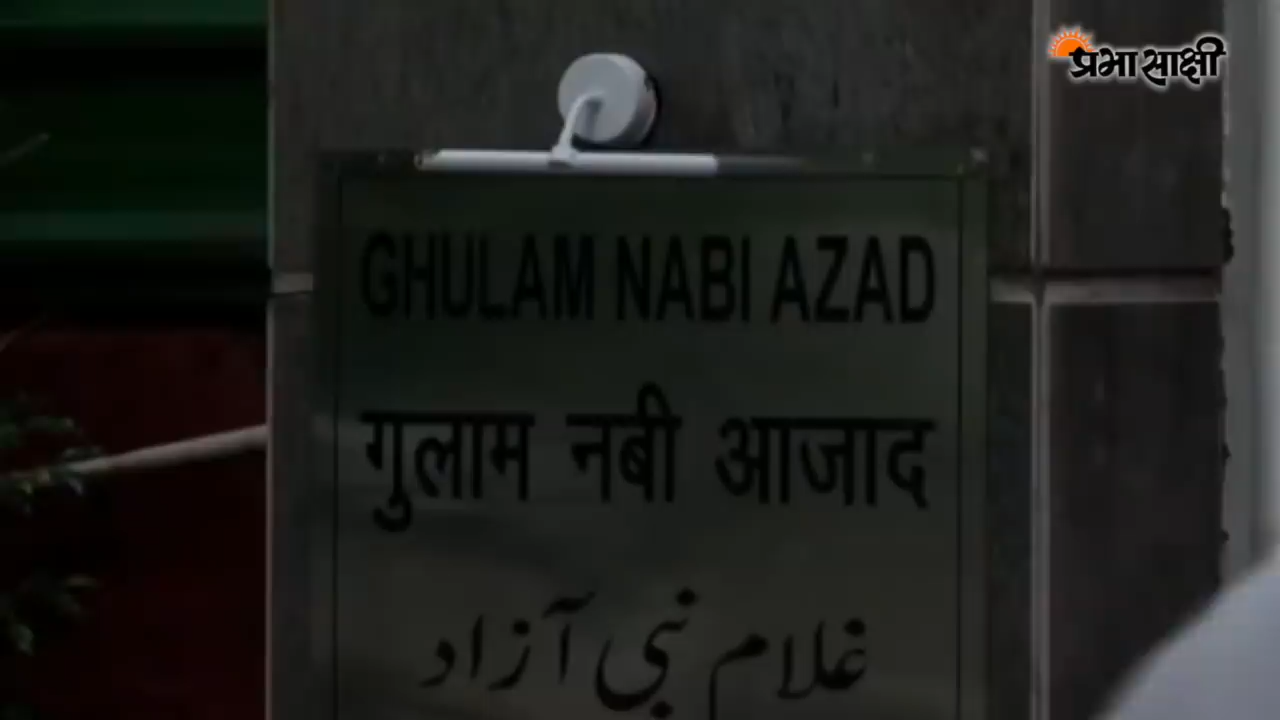 प्रभासाक्षी
GHULAM NABI AZAD
गुलाम नबी आजाद
غلام نبی آزاد